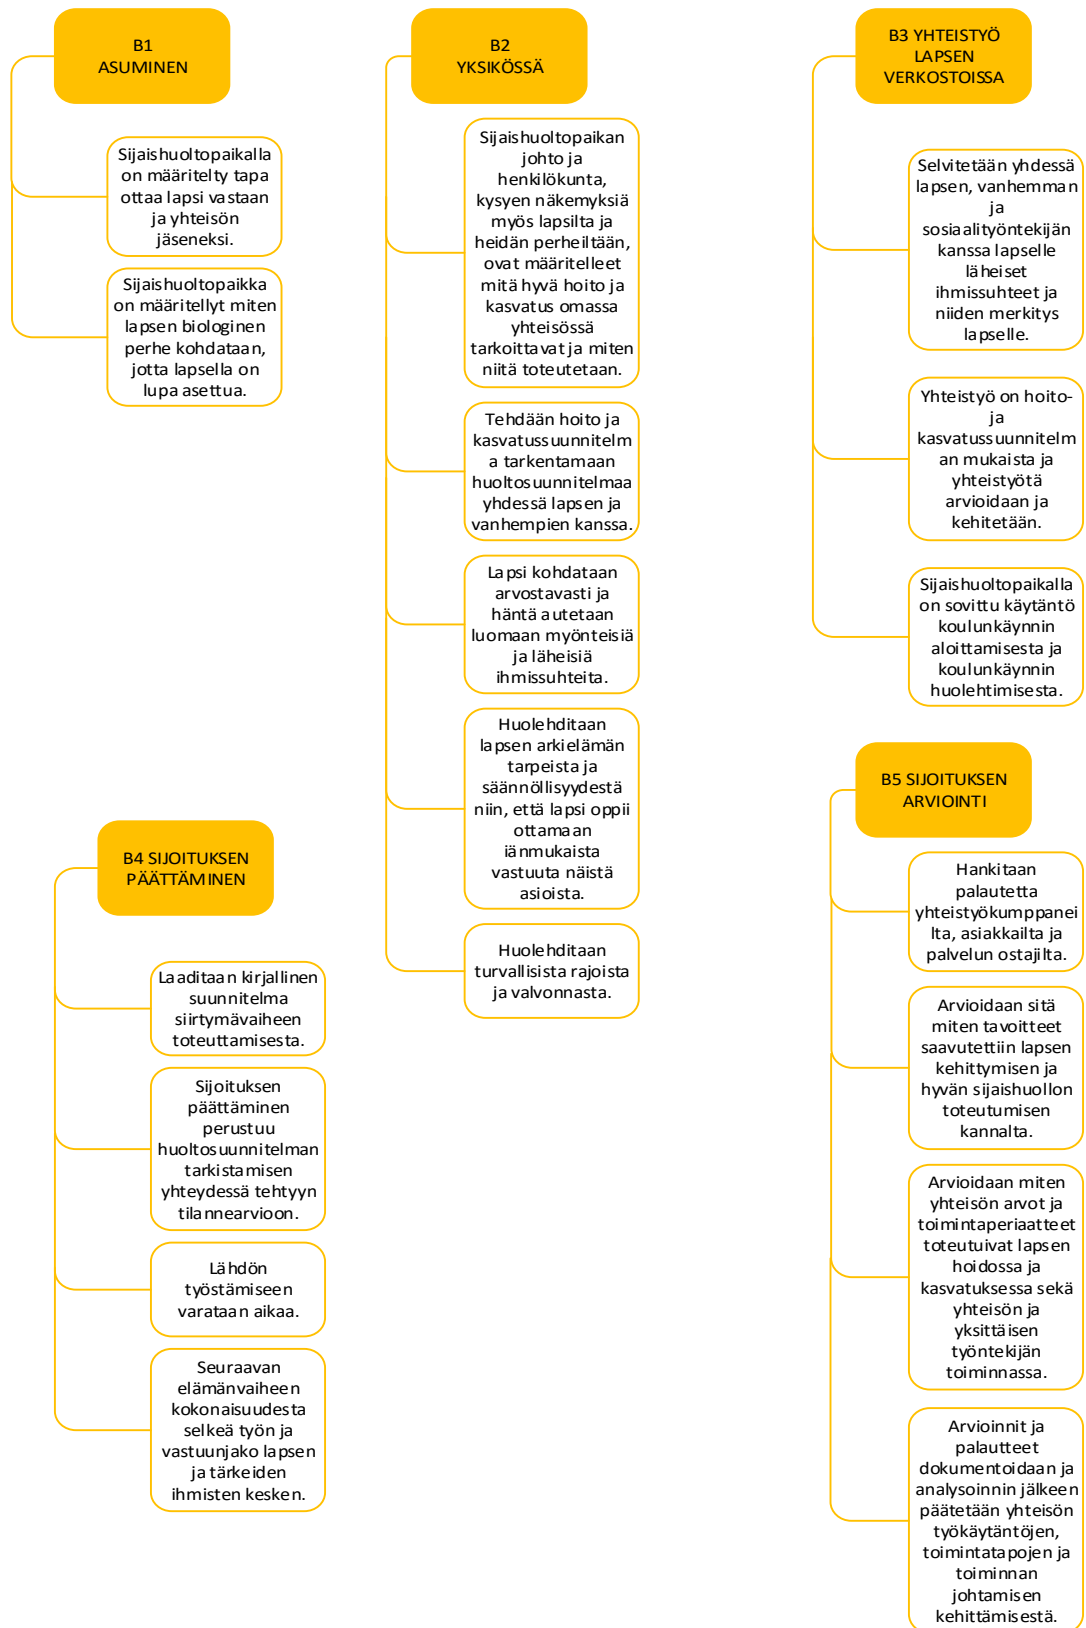 B1
ASUMINEN
Sijaishuoltopaikalla
on määritelty tapa
ottaa lapsi vastaan
ja yhteisön
jäseneksi.
Sijaishuoltopaikka
on määritellyt miten
lapsen biologinen
perhe kohdataan,
jotta lapsella on
lupa asettua.
B2
YKSIKÖSSÄ
Sijaishuoltopaikan
johto ja
henkilökunta,
kysyen näkemyksiä
myös lapsilta ja
heidän perheiltään,
ovat määritelleet
mitä hyvä hoito ja
kasvatus omassa
yhteisössä
tarkoittavat ja miten
niitä toteutetaan.
Tehdään hoito ja
kasvatussuunnitelm
a tarkentamaan
huoltosuunnitelmaa
yhdessä lapsen ja
vanhempien kanssa.
Lapsi kohdataan
arvostavasti ja
häntä autetaan
luomaan myönteisiä
ja läheisiä
ihmissuhteita.
Huolehditaan
lapsen arkielämän
tarpeista ja
säännöllisyydestä
niin, että lapsi oppii
ottamaan
iänmukaista
vastuuta näistä
asioista.
Huolehditaan
turvallisista rajoista
ja valvonnasta.
B3 YHTEISTYÖ
LAPSEN
VERKOSTOISSA
Selvitetään yhdessä
lapsen, vanhemman
ja
sosiaalityöntekijän
kanssa lapselle
läheiset
ihmissuhteet ja
niiden merkitys
lapselle.
Yhteistyö on hoito-
ja
kasvatussuunnitelm
an mukaista ja
yhteistyötä
arvioidaan ja
kehitetään.
Sijaishuoltopaikalla
on sovittu käytäntö
koulunkäynnin
aloittamisesta ja
koulunkäynnin
huolehtimisesta.
B4 SIJOITUKSEN
PÄÄTTÄMINEN
Laaditaan kirjallinen
suunnitelma
siirtymävaiheen
toteuttamisesta.
Sijoituksen
päättäminen
perustuu
huoltosuunnitelman
tarkistamisen
yhteydessä tehtyyn
tilannearvioon.
Lähdön
työstämiseen
varataan aikaa.
Seuraavan
elämänvaiheen
kokonaisuudesta
selkeä työn ja
vastuunjako lapsen
ja tärkeiden
ihmisten kesken.
B5 SIJOITUKSEN
ARVIOINTI
Hankitaan
palautetta
yhteistyökumppanei
lta, asiakkailta ja
palvelun ostajilta.
Arvioidaan sitä
miten tavoitteet
saavutettiin lapsen
kehittymisen ja
hyvän sijaishuollon
toteutumisen
kannalta.
Arvioidaan miten
yhteisön arvot ja
toimintaperiaatteet
toteutuivat lapsen
hoidossa ja
kasvatuksessa sekä
yhteisön ja
yksittäisen
työntekijän
toiminnassa.
Arvioinnit ja
palautteet
dokumentoidaan ja
analysoinnin jälkeen
päätetään yhteisön
työkäytäntöjen,
toimintatapojen ja
toiminnan
johtamisen
kehittämisestä.